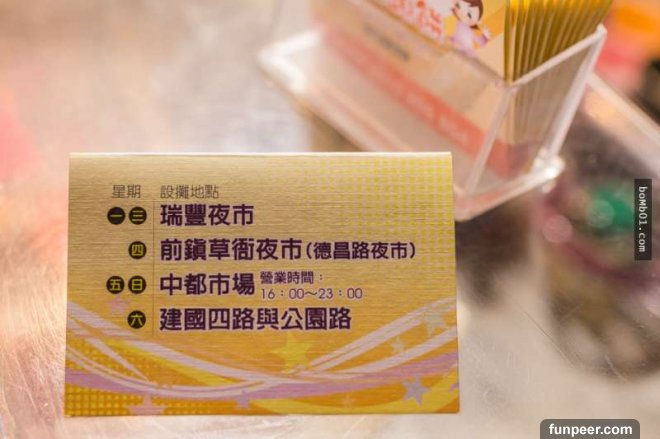 星期 設攤地點
一 三 瑞豐夜市
四 前鎮草衙夜市(德昌路夜市)
五 日 中都市場 營業時間：
16：00～23：00
六 建國四路與公園路
boMb01.com
funpeer.com